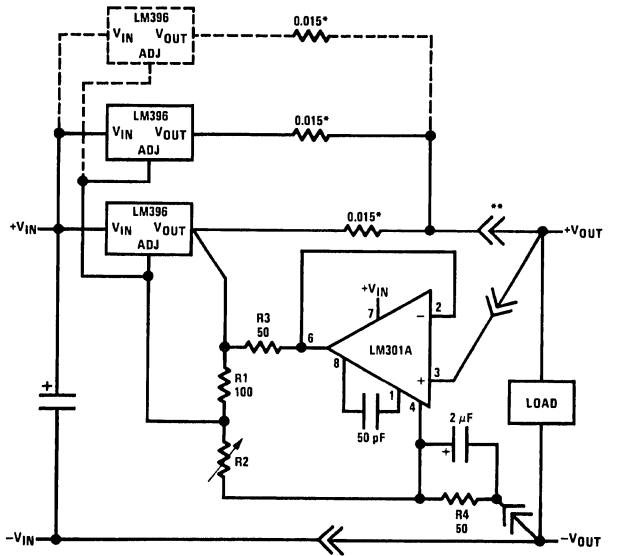 LM396
VIN VOUT
ADJ
0.015*
LM396
VIN VOUT
ADJ
0.015*
LM396
+VIN
VIN VOUT
ADJ
0.015*
**
+VOUT
+VIN
7
2
−
R3
50
6
LM301A
8
3
+
R1
100
1
4
+
LOAD
50 pF
2 μF
+
R2
R4
50
−VIN
−VOUT